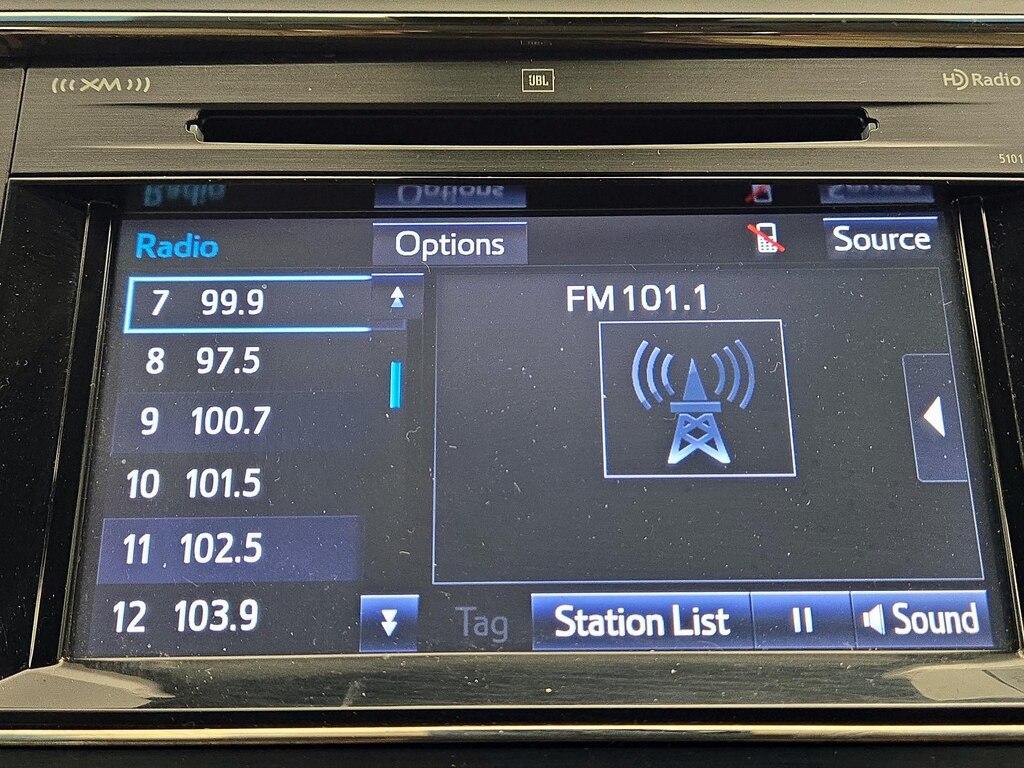 XM
JBL
HD Radio
5101
Radio
Options
Source
7 99.9
FM 101.1
8 97.5
9 100.7
10 101.5
11 102.5
12 103.9
Tag
Station List
Sound